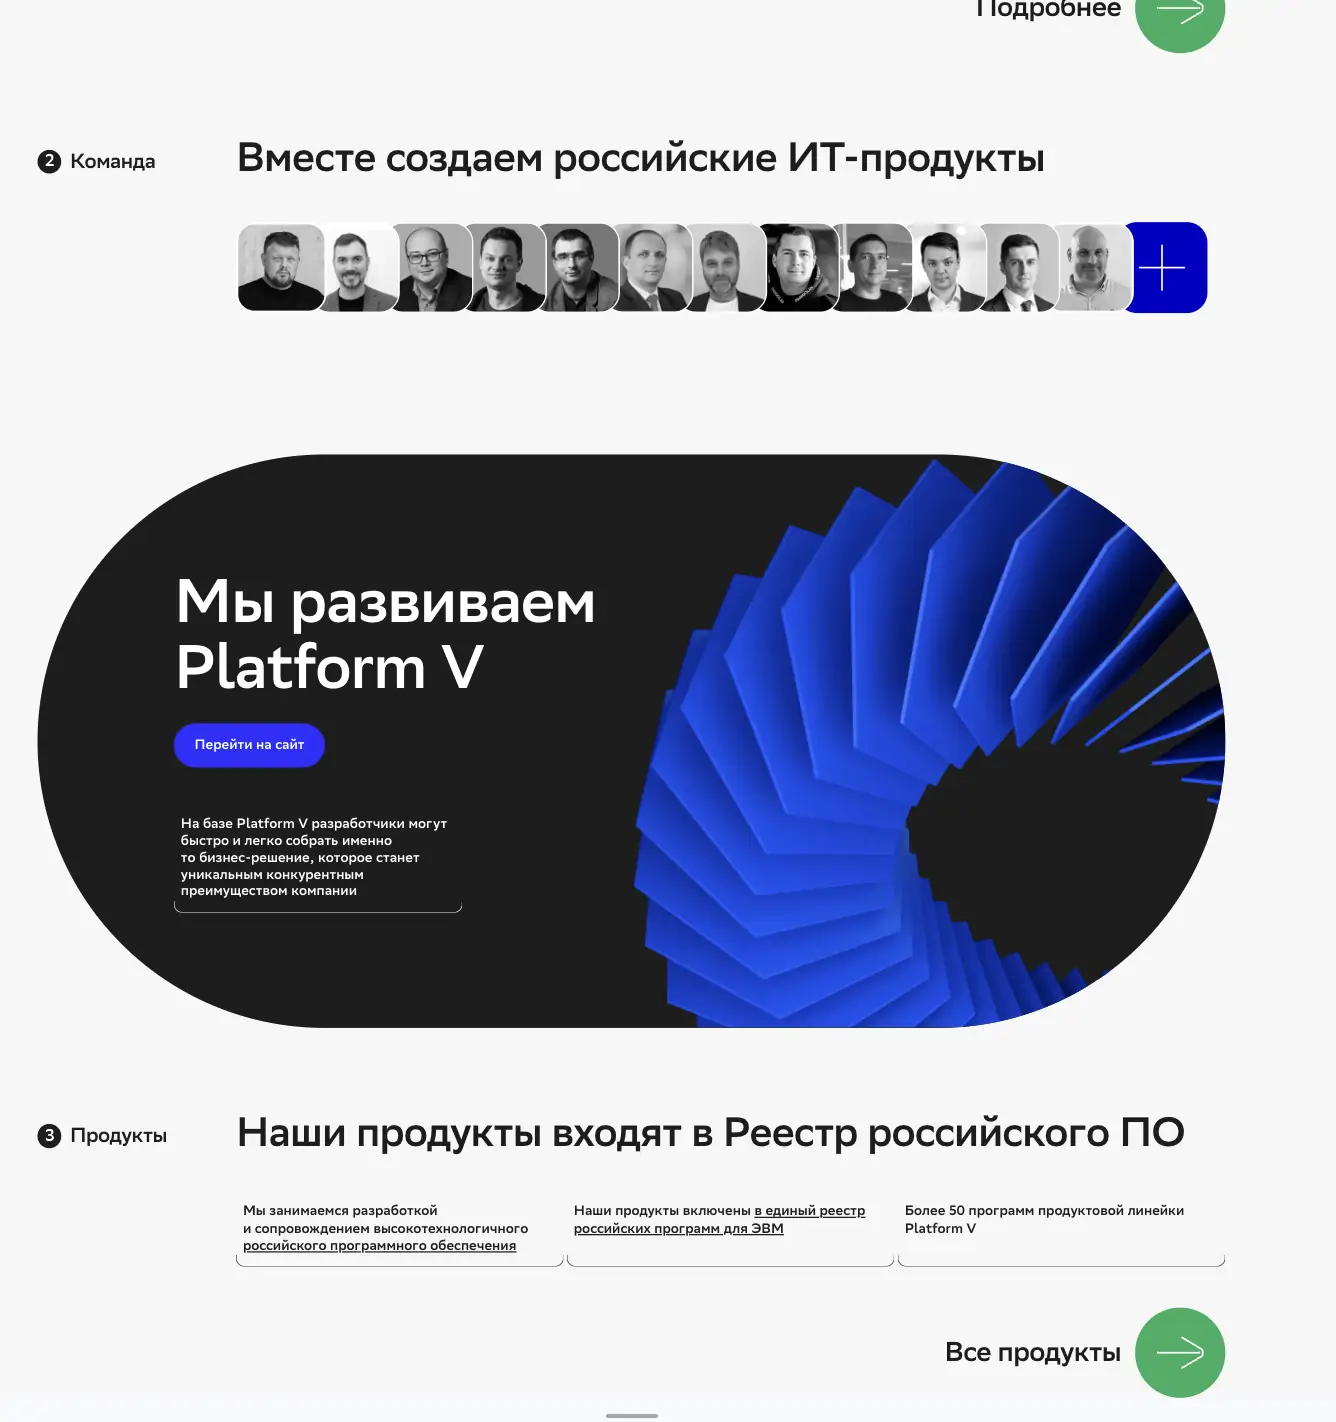 Подробнее
2 Команда
Вместе создаем российские ИТ-продукты
Мы развиваем
Platform V
Перейти на сайт
На базе Platform V разработчики могут
быстро и легко собрать именно
то бизнес-решение, которое станет
уникальным конкурентным
преимуществом компании
3 Продукты
Наши продукты входят в Реестр российского ПО
Мы занимаемся разработкой
и сопровождением высокотехнологичного
российского программного обеспечения
Наши продукты включены в единый реестр
российских программ для ЭВМ
Более 50 программ продуктовой линейки
Platform V
Все продукты